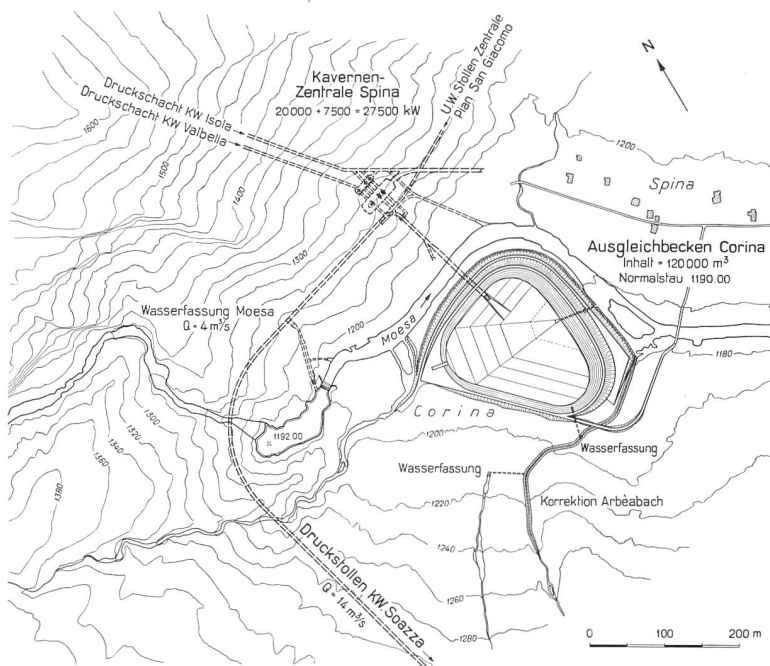 Kavernen-
Zentrale Spina
20000 + 7500 = 27500 kW
Druckschacht KW Isola
Druckschacht KW Valbella
U.W. Stollen Zentrale
Pian San Giacomo
N
1600
1500
1400
1300
1200
Spina
Ausgleichbecken Corina
Inhalt = 120000 m³
Normalstau 1190.00
Wasserfassung Moesa
Q = 4 m³/s
1200
Moesa
1180
Corina
1300
1320
1340
1360
1380
1192.00
1200
Wasserfassung
Wasserfassung
1220
Korrektion Arbèabach
1240
1260
1280
Druckstollen KW. Soazza
Q = 14 m³/s
0 100 200 m